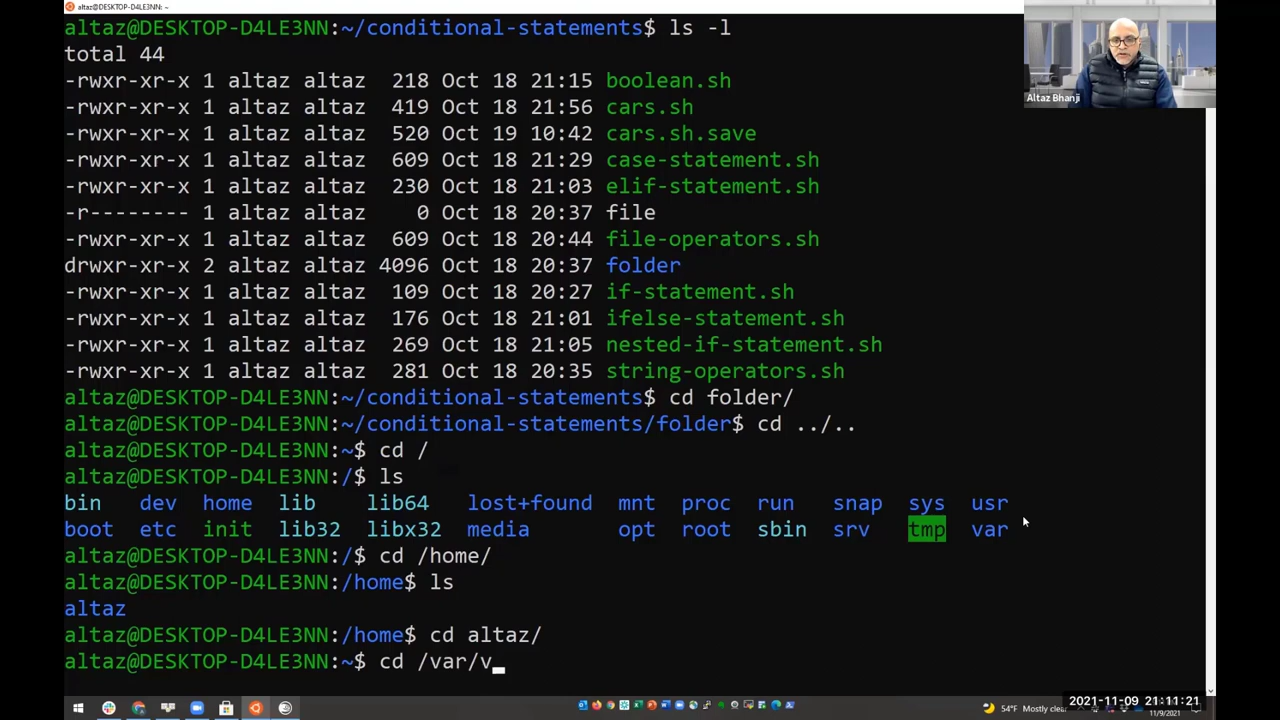 altaz@DESKTOP-D4LE3NN: ~
altaz@DESKTOP-D4LE3NN:~/conditional-statements$ ls -l
total 44
-rwxr-xr-x 1 altaz altaz  218 Oct 18 21:15 boolean.sh
-rwxr-xr-x 1 altaz altaz  419 Oct 18 21:56 cars.sh
-rwxr-xr-x 1 altaz altaz  520 Oct 19 10:42 cars.sh.save
-rwxr-xr-x 1 altaz altaz  609 Oct 18 21:29 case-statement.sh
-rwxr-xr-x 1 altaz altaz  230 Oct 18 21:03 elif-statement.sh
-r-------- 1 altaz altaz    0 Oct 18 20:37 file
-rwxr-xr-x 1 altaz altaz  609 Oct 18 20:44 file-operators.sh
drwxr-xr-x 2 altaz altaz 4096 Oct 18 20:37 folder
-rwxr-xr-x 1 altaz altaz  109 Oct 18 20:27 if-statement.sh
-rwxr-xr-x 1 altaz altaz  176 Oct 18 21:01 ifelse-statement.sh
-rwxr-xr-x 1 altaz altaz  269 Oct 18 21:05 nested-if-statement.sh
-rwxr-xr-x 1 altaz altaz  281 Oct 18 20:35 string-operators.sh
altaz@DESKTOP-D4LE3NN:~/conditional-statements$ cd folder/
altaz@DESKTOP-D4LE3NN:~/conditional-statements/folder$ cd ../..
altaz@DESKTOP-D4LE3NN:~$ cd /
altaz@DESKTOP-D4LE3NN:/$ ls
bin dev home lib lib64 lost+found mnt proc run snap sys usr
boot etc init lib32 libx32 media opt root sbin srv tmp var
altaz@DESKTOP-D4LE3NN:/$ cd /home/
altaz@DESKTOP-D4LE3NN:/home$ ls
altaz
altaz@DESKTOP-D4LE3NN:/home$ cd altaz/
altaz@DESKTOP-D4LE3NN:~$ cd /var/v_
Altaz Bhanji
54°F Mostly clear
2021-11-09 21:11:21
11/9/2021